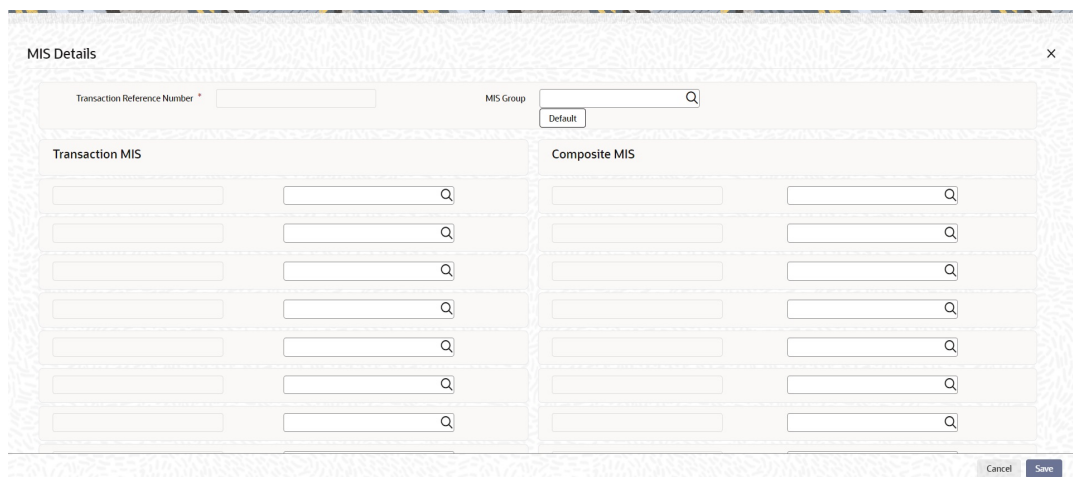 MIS Details
Transaction Reference Number *
MIS Group
Default
Transaction MIS
Composite MIS
Cancel
Save